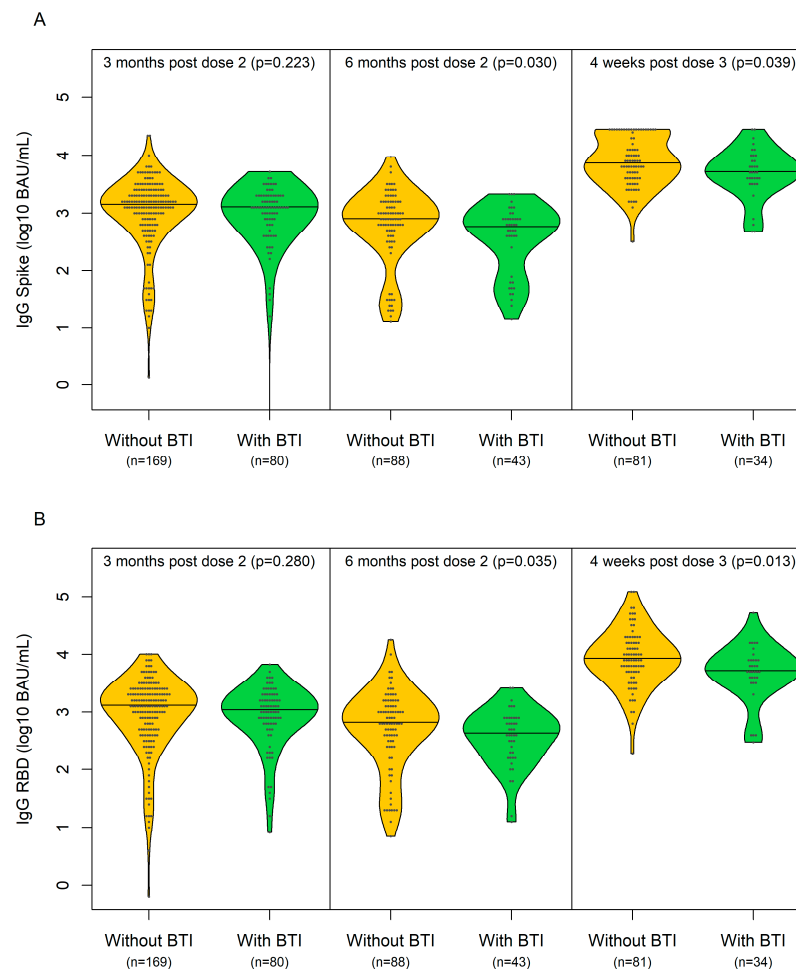 A
3 months post dose 2 (p=0.223) 6 months post dose 2 (p=0.030) 4 weeks post dose 3 (p=0.039)
IgG Spike (log10 BAU/mL)
5
4
3
2
1
0
Without BTI With BTI Without BTI With BTI Without BTI With BTI
(n=169) (n=80) (n=88) (n=43) (n=81) (n=34)
B
3 months post dose 2 (p=0.280) 6 months post dose 2 (p=0.035) 4 weeks post dose 3 (p=0.013)
IgG RBD (log10 BAU/mL)
5
4
3
2
1
0
Without BTI With BTI Without BTI With BTI Without BTI With BTI
(n=169) (n=80) (n=88) (n=43) (n=81) (n=34)